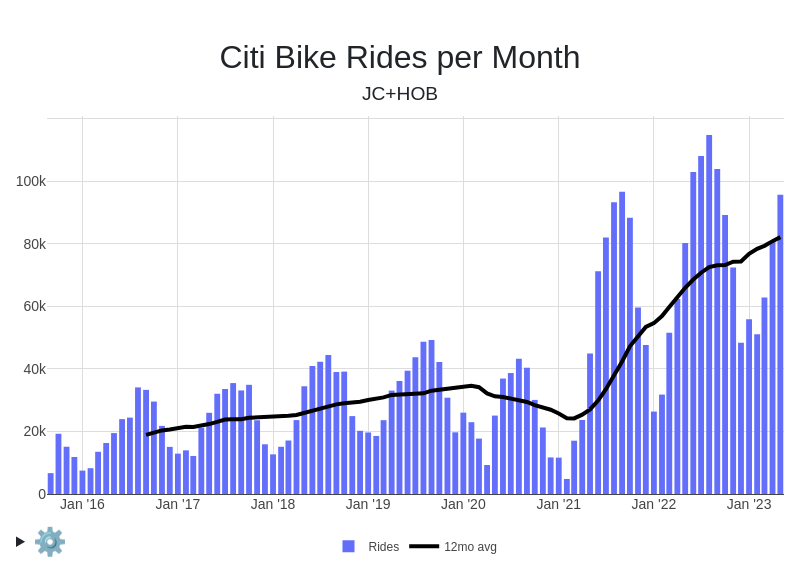 Citi Bike Rides per Month
JC+HOB
100k
80k
60k
40k
20k
0
Jan '16 Jan '17 Jan '18 Jan '19 Jan '20 Jan '21 Jan '22 Jan '23
Rides 12mo avg